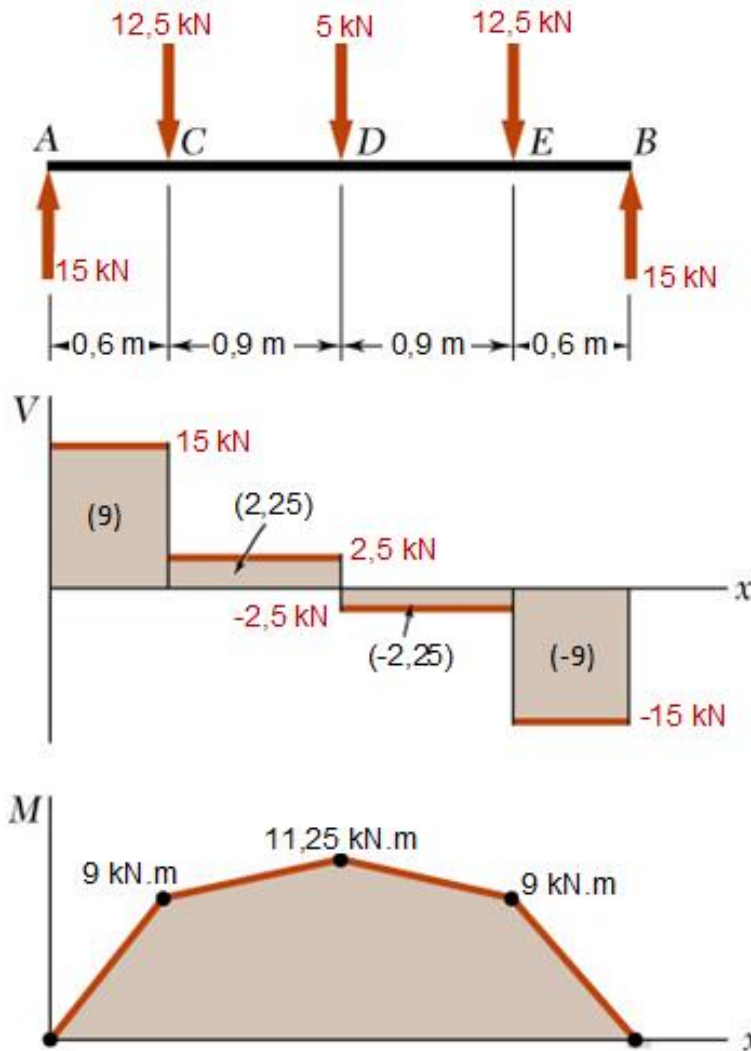 12,5 kN 5 kN 12,5 kN
A C D E B
15 kN 15 kN
0,6 m 0,9 m 0,9 m 0,6 m
V
15 kN
(9) (2,25)
2,5 kN
x
-2,5 kN
(-2,25) (-9)
-15 kN
M
11,25 kN.m
9 kN.m 9 kN.m
x